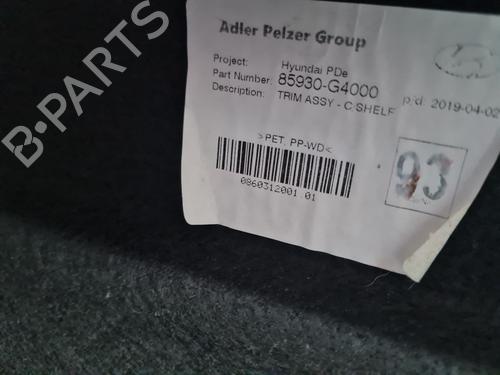 Adler Pelzer Group
Project: Hyundai PDe
Part Number: 85930-G4000
Description: TRIM ASSY - C SHELF p/d: 2019-04-02
>PET, PP-WD<
0860312001 01
93
B-PARTS